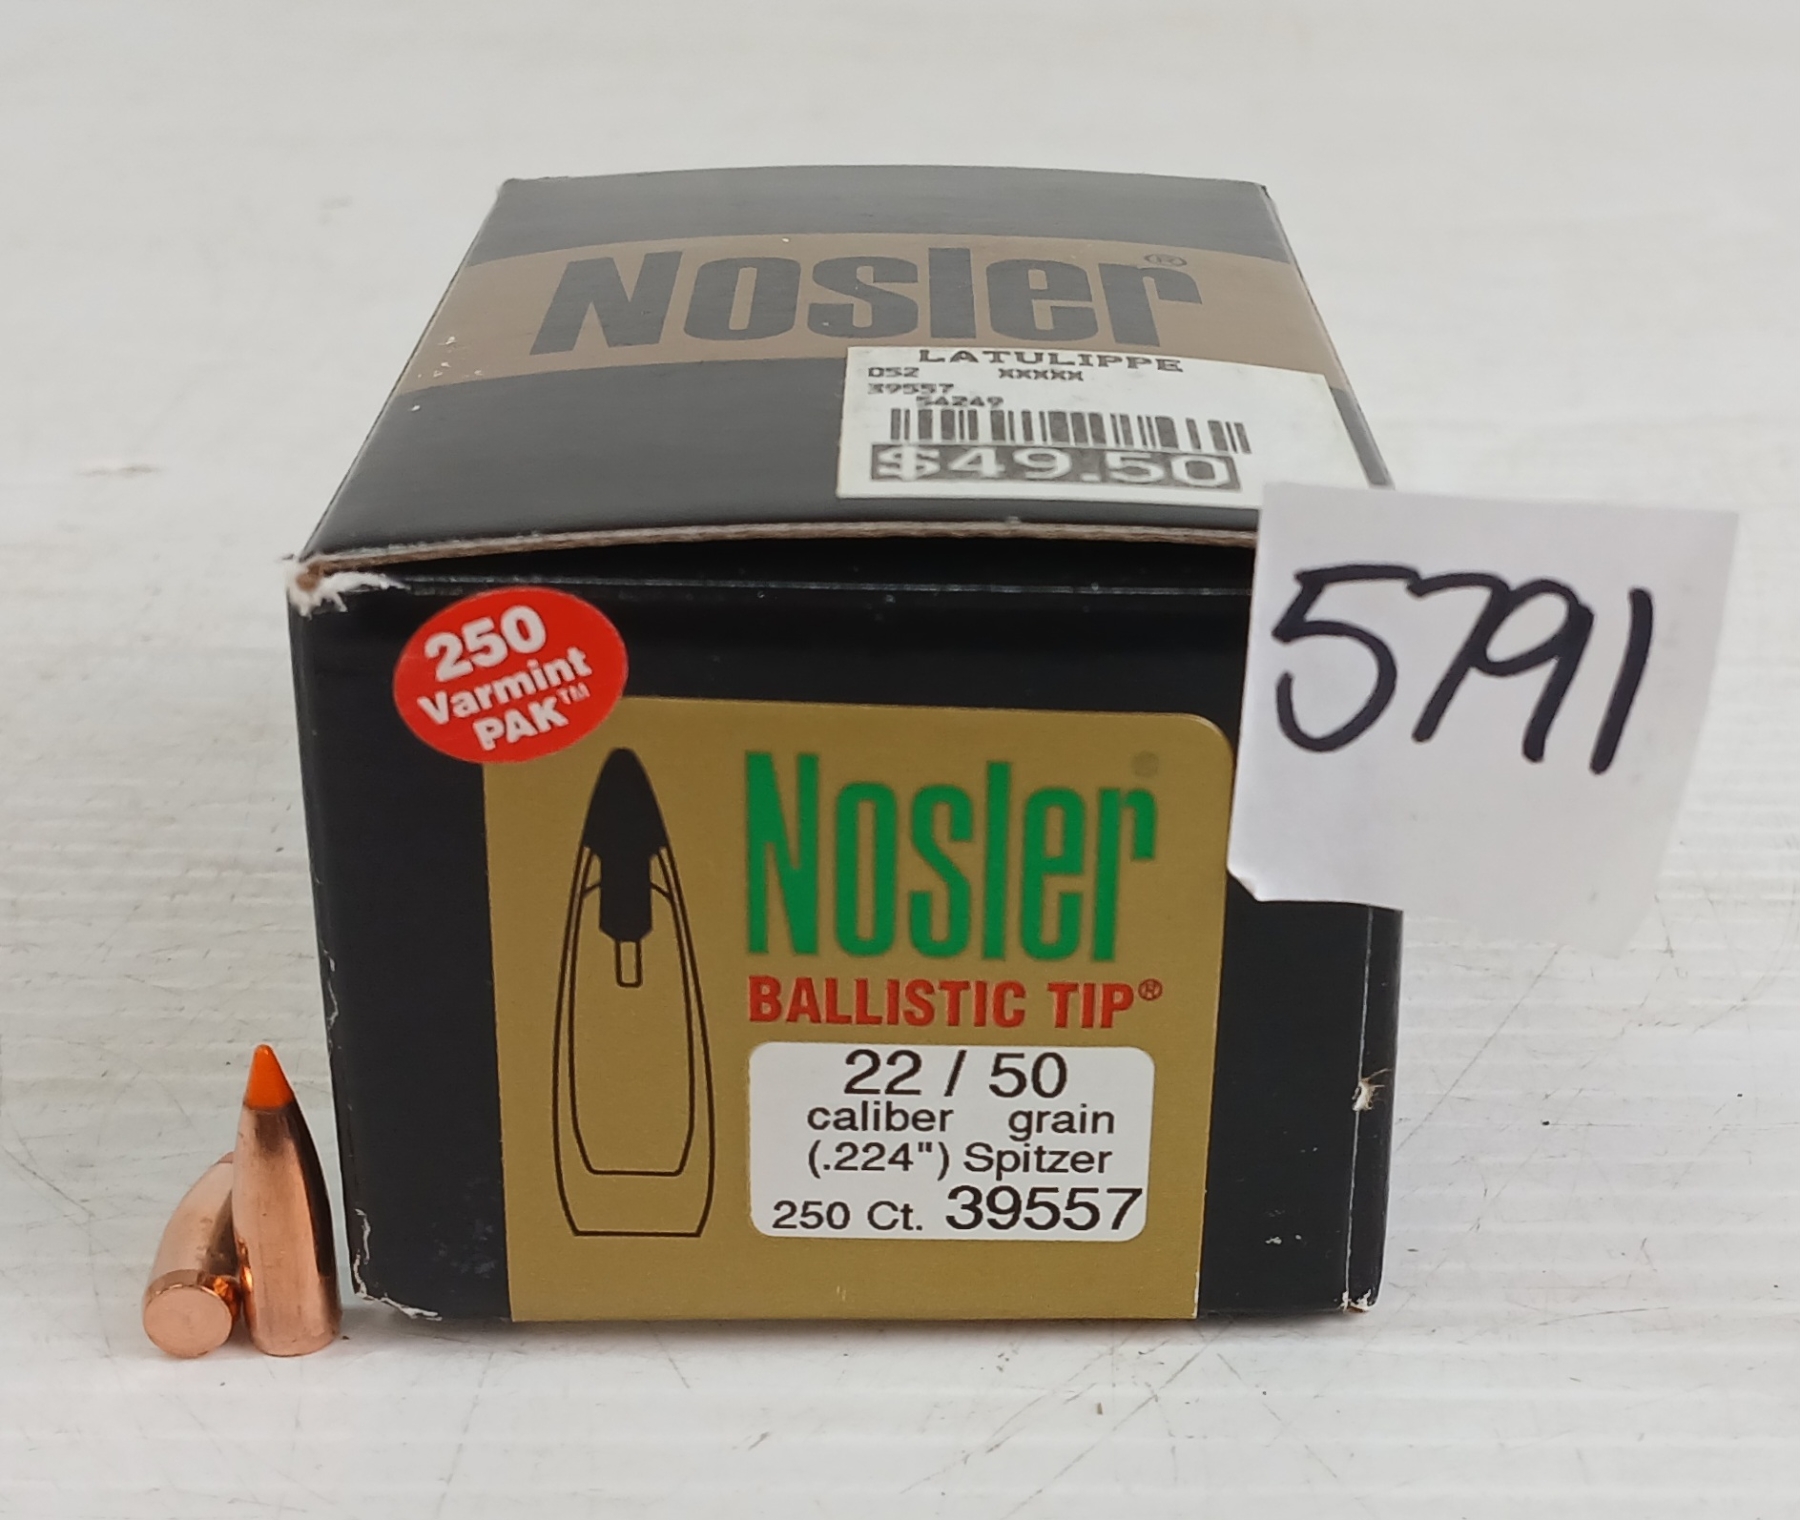 Nosler®
LATULIPPE
DS2 XXXXX
39557
54249
$49.50
5791
250
Varmint
PAK™
Nosler
BALLISTIC TIP®
22 / 50
caliber grain
(.224") Spitzer
250 Ct. 39557